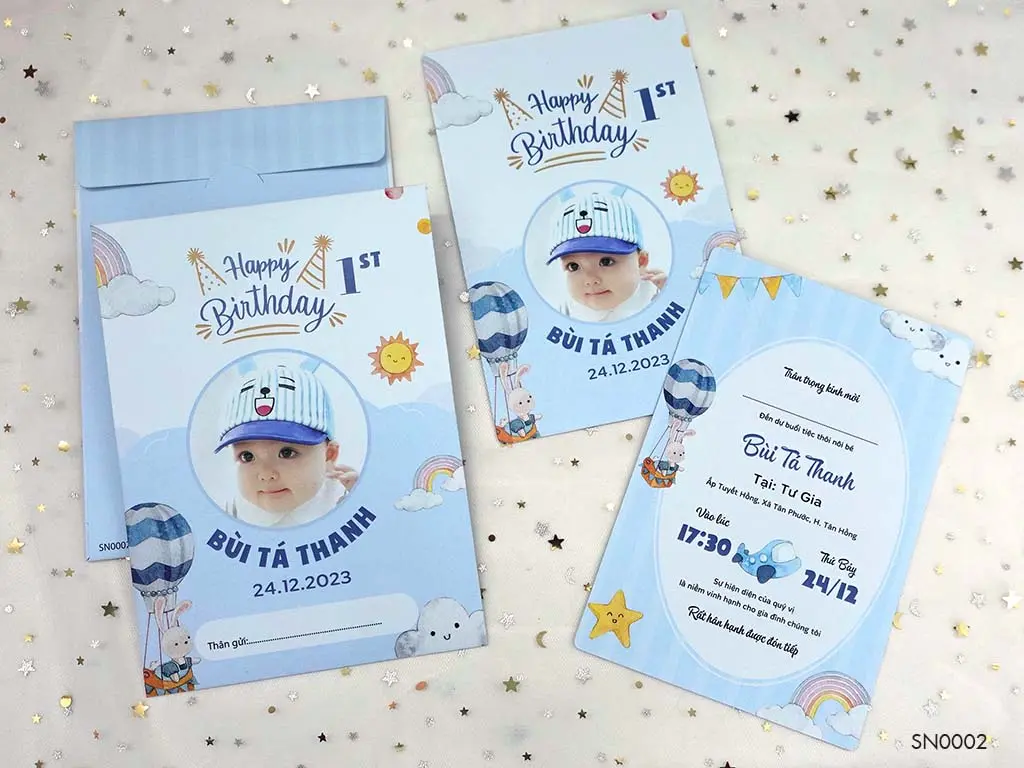 Happy
Birthday
1ST
BÙI TÁ THANH
24.12.2023
Thân gửi:
SN0002
Happy
Birthday
1ST
BÙI TÁ THANH
24.12.2023
Trân trọng kính mời
Đến dự buổi tiệc thôi nôi bé
Bùi Tá Thanh
Tại: Tư Gia
Ấp Tuyết Hồng, Xã Tân Phước, H. Tân Hồng
Vào lúc
17:30
Thứ Bảy
24/12
Sự hiện diện của quý vị
là niềm vinh hạnh cho gia đình chúng tôi
Rất hân hạnh được đón tiếp
SN0002